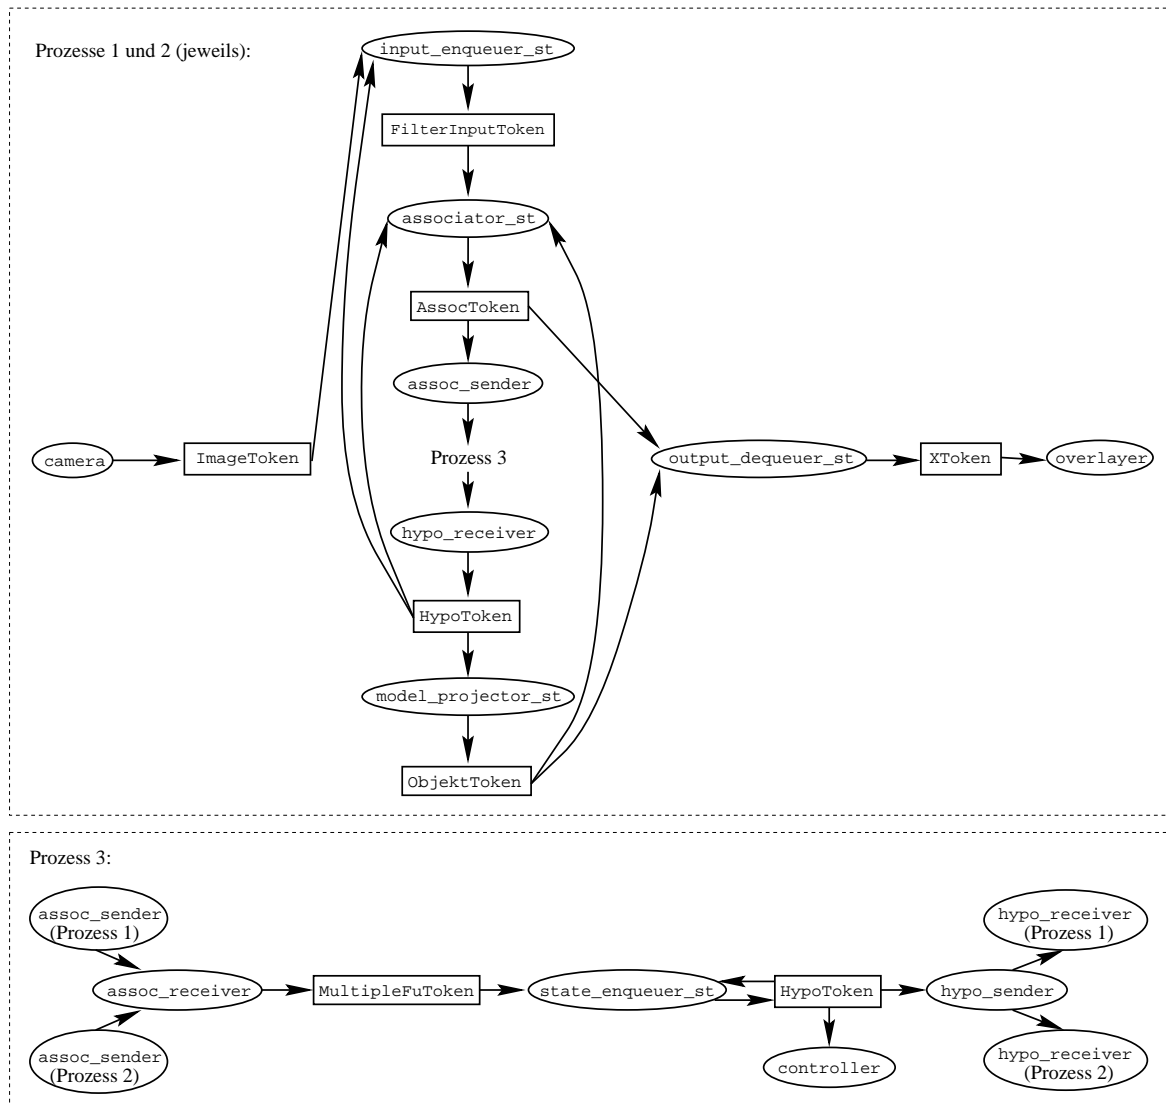 Prozesse 1 und 2 (jeweils):
input_enqueuer_st
FilterInputToken
associator_st
AssocToken
assoc_sender
camera
ImageToken
Prozess 3
output_dequeuer_st
XToken
overlayer
hypo_receiver
HypoToken
model_projector_st
ObjektToken
Prozess 3:
assoc_sender
(Prozess 1)
hypo_receiver
(Prozess 1)
assoc_receiver
MultipleFuToken
state_enqueuer_st
HypoToken
hypo_sender
assoc_sender
(Prozess 2)
controller
hypo_receiver
(Prozess 2)